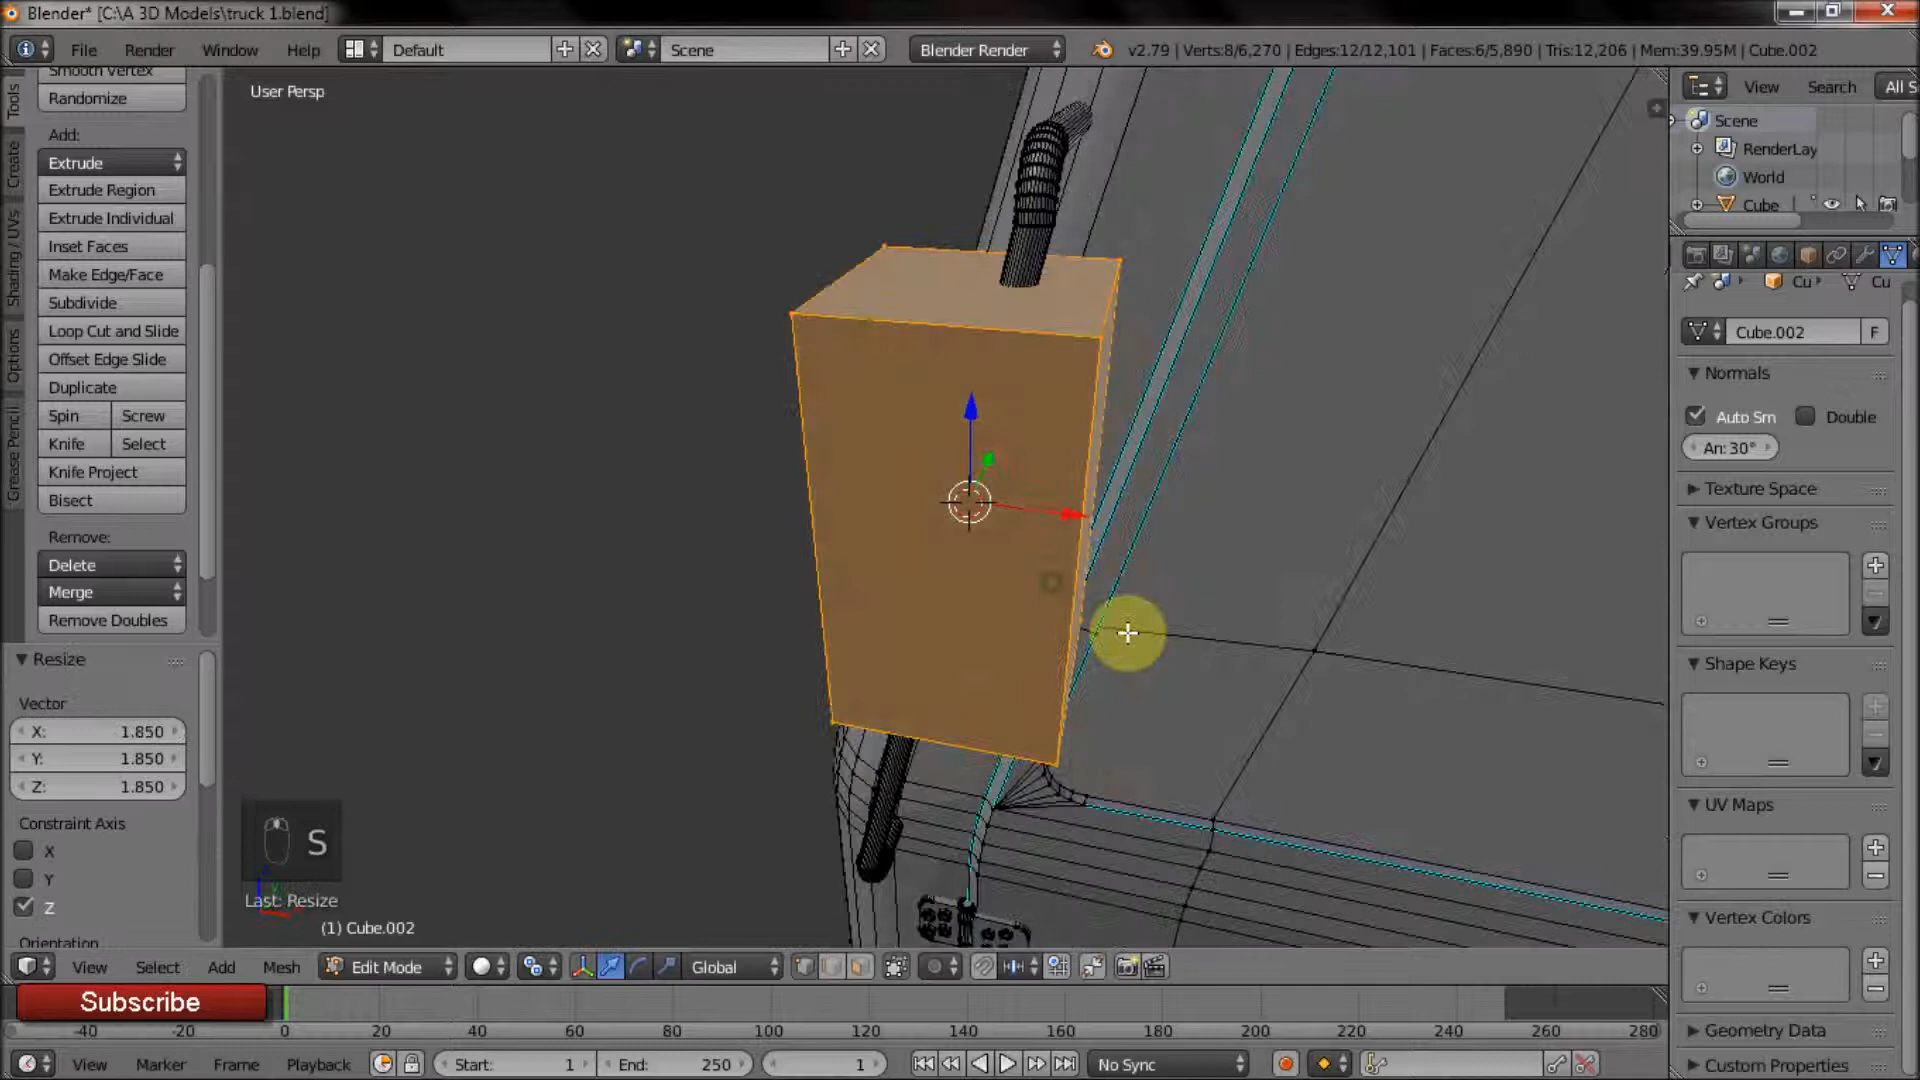 Blender* [C:\A 3D Models\truck 1.blend]
File Render Window Help Default Scene Blender Render v2.79 | Verts:8/6,270 | Edges:12/12,101 | Faces:6/5,890 | Tris:12,206 | Mem:39.95M | Cube.002
Smooth Vertex
Randomize
Add:
Extrude
Extrude Region
Extrude Individual
Inset Faces
Make Edge/Face
Subdivide
Loop Cut and Slide
Offset Edge Slide
Duplicate
Spin Screw
Knife Select
Knife Project
Bisect
Remove:
Delete
Merge
Remove Doubles
Tools
Create
Shading / UVs
Options
Grease Pencil
Resize
Vector
X: 1.850
Y: 1.850
Z: 1.850
Constraint Axis
X
Y
Z
Orientation
User Persp
S
Last: Resize
(1) Cube.002
View Search All S
Scene
RenderLay
World
Cube
Cu Cu
Cube.002 F
Normals
Auto Sm Double
An: 30°
Texture Space
Vertex Groups
Shape Keys
UV Maps
Vertex Colors
Geometry Data
Custom Properties
View Select Add Mesh Edit Mode Global
Subscribe
-40 -20 0 20 40 60 80 100 120 140 160 180 200 220 240 260 280
View Marker Frame Playback Start: 1 End: 250 1 No Sync